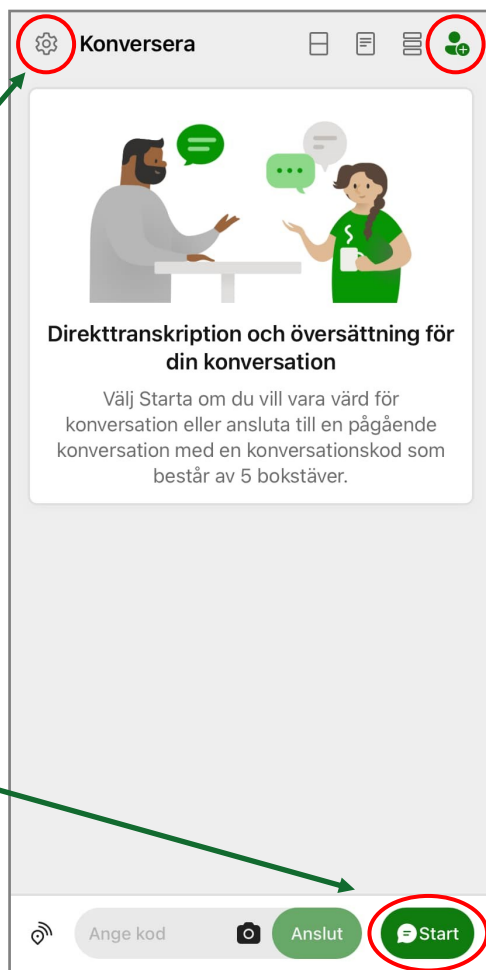 Konversera
Direkttranskription och översättning för
din konversation
Välj Starta om du vill vara värd för
konversation eller ansluta till en pågående
konversation med en konversationskod som
består av 5 bokstäver.
Ange kod
Anslut
Start